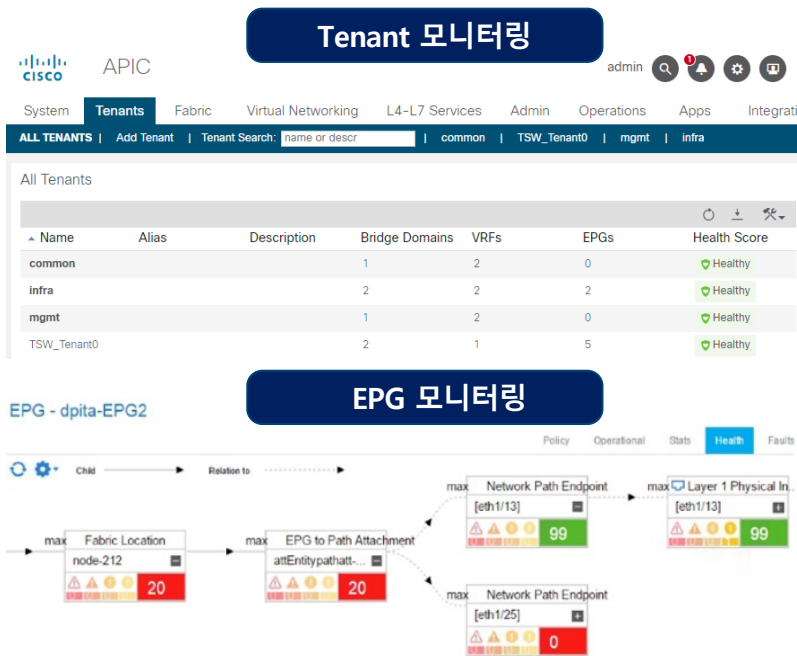 Tenant 모니터링
cisco APIC admin 1
System Tenants Fabric Virtual Networking L4-L7 Services Admin Operations Apps Integrati
ALL TENANTS | Add Tenant | Tenant Search: name or descr | common | TSW_Tenant0 | mgmt | infra
All Tenants
Name Alias Description Bridge Domains VRFs EPGs Health Score
common 1 2 0 Healthy
infra 2 2 2 Healthy
mgmt 1 2 0 Healthy
TSW_Tenant0 2 1 5 Healthy
EPG 모니터링
EPG - dpita-EPG2
Policy Operational Stats Health Faults
Child Relation to
max Network Path Endpoint max Layer 1 Physical In..
[eth1/13] [eth1/13]
99 99
max Fabric Location max EPG to Path Attachment
node-212 attEntitypathatt-...
20 20
max Network Path Endpoint
[eth1/25]
0